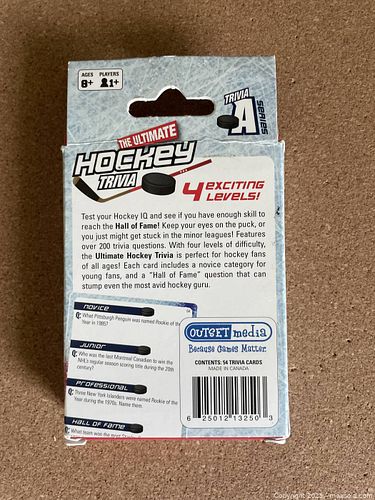 AGES PLAYERS
8+ 1+
TRIVIA
A
SERIES
THE ULTIMATE
HOCKEY
TRIVIA
4 EXCITING
LEVELS!
Test your Hockey IQ and see if you have enough skill to
reach the Hall of Fame! Keep your eyes on the puck, or
you just might get stuck in the minor leagues! Features
over 200 trivia questions. With four levels of difficulty,
the Ultimate Hockey Trivia is perfect for hockey fans
of all ages! Each card includes a novice category for
young fans, and a "Hall of Fame" question that can
stump even the most avid hockey guru.
NOVICE
What Pittsburgh Penguin was named Rookie of the
Year in 1985?
JUNIOR
Who was the last Montreal Canadien to win the
NHL's regular season scoring title during the 20th
century?
PROFESSIONAL
Three New York Islanders were named Rookie of the
Year during the 1970s. Name them.
HALL OF FAME
What team was the most
OUTSET media
Because Games Matter.
CONTENTS: 54 TRIVIA CARDS
MADE IN CANADA
6 25012 13250 3